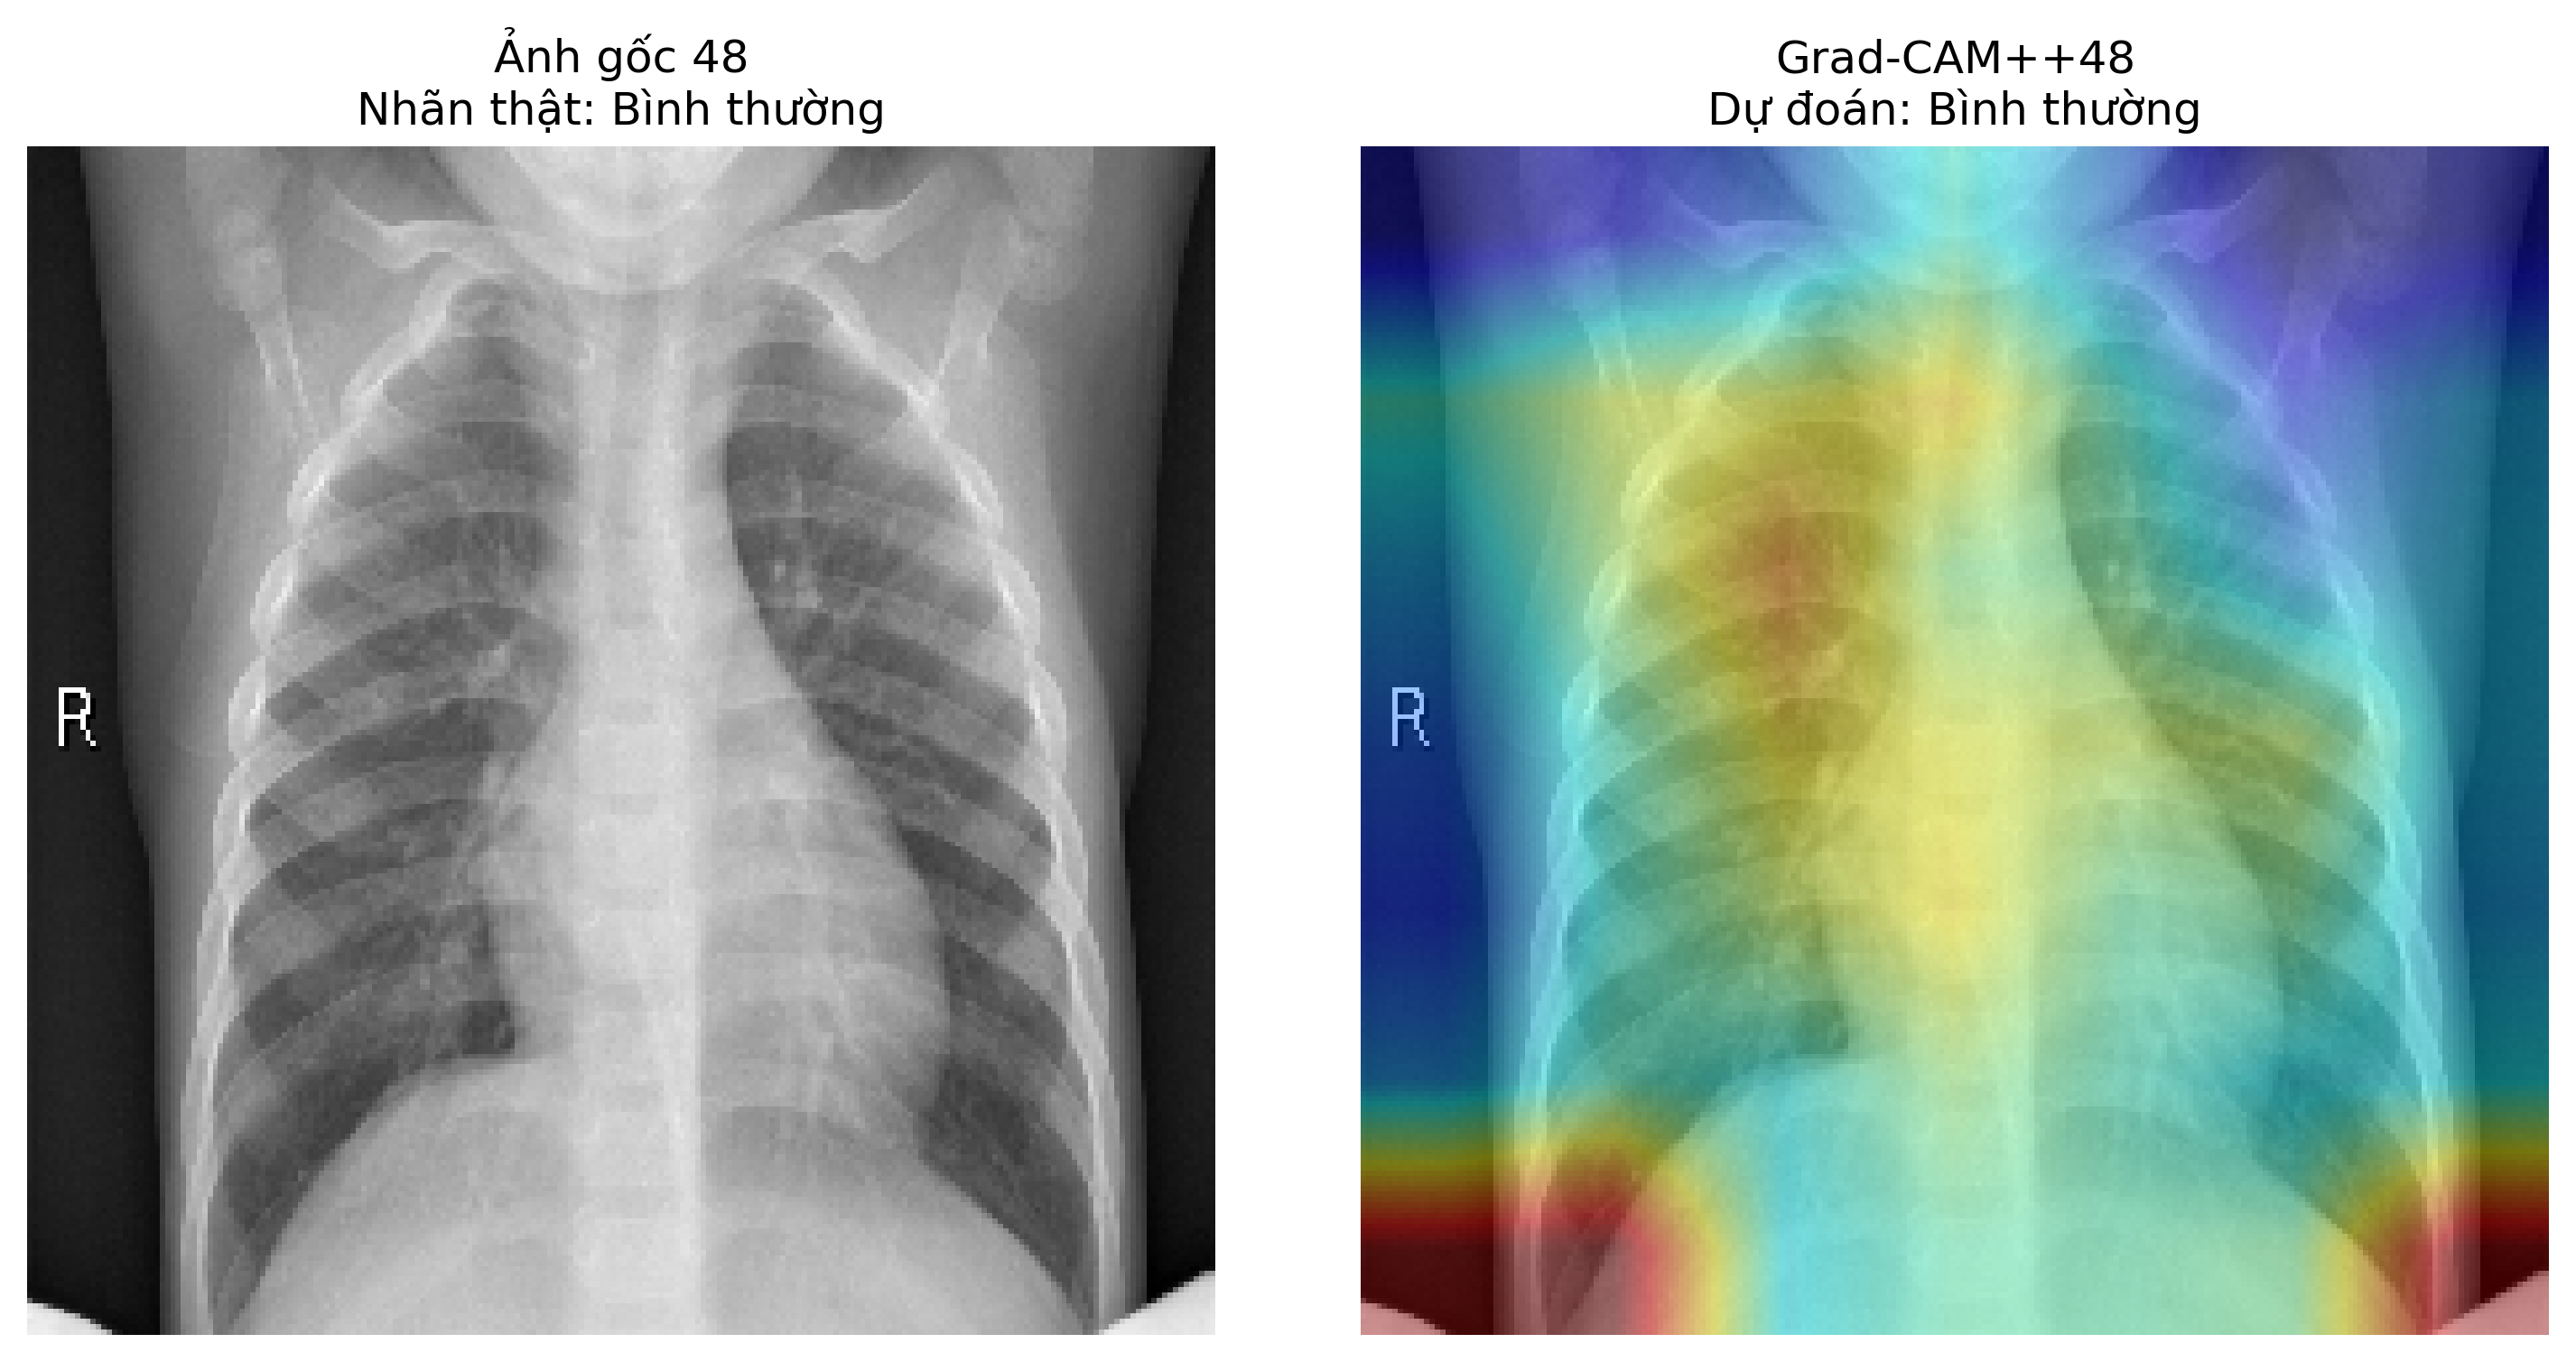 Ảnh gốc 48
Nhãn thật: Bình thường
Grad-CAM++48
Dự đoán: Bình thường
R
R